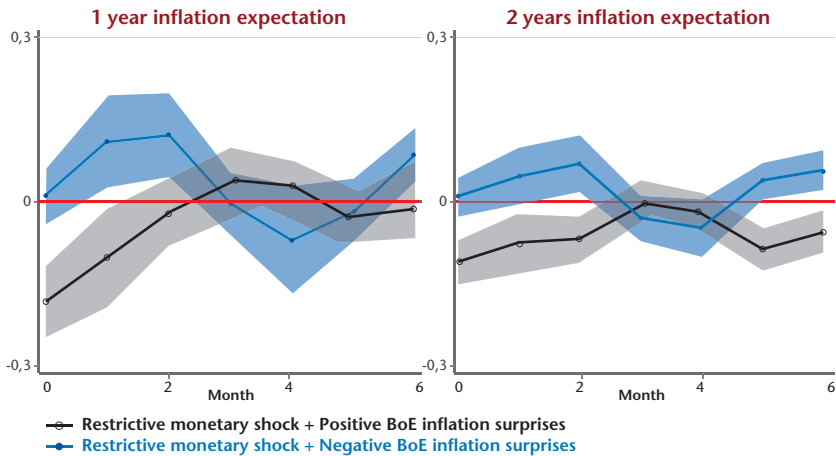 1 year inflation expectation
2 years inflation expectation
0,3
0
-0,3
0 2 4 6
Month
0,3
0
-0,3
0 2 4 6
Month
Restrictive monetary shock + Positive BoE inflation surprises
Restrictive monetary shock + Negative BoE inflation surprises